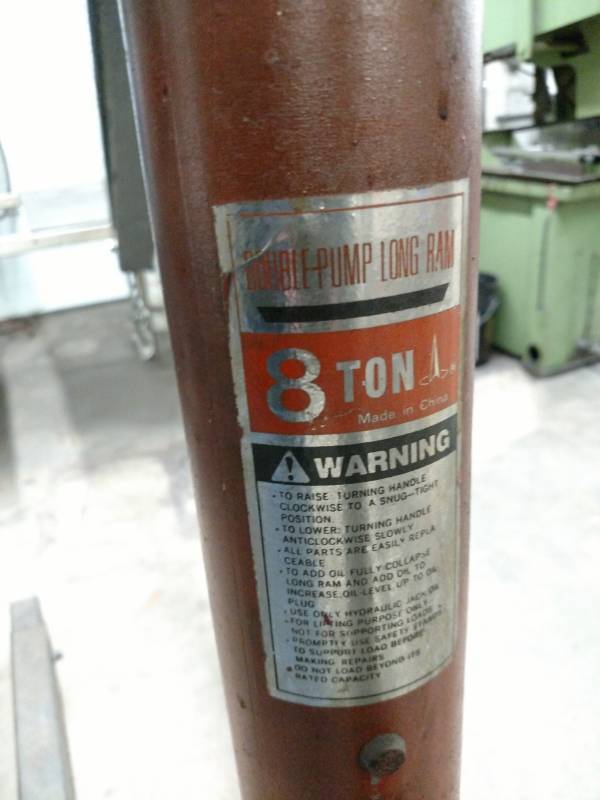 DOUBLE-PUMP LONG RAM
8 TON
Made in China
WARNING
• TO RAISE: TURNING HANDLE
CLOCKWISE TO A SNUG-TIGHT
POSITION.
• TO LOWER: TURNING HANDLE
ANTICLOCKWISE SLOWLY
• ALL PARTS ARE EASILY REPLA
CEABLE
• TO ADD OIL FULLY COLLAPSE
LONG RAM AND ADD OIL TO
INCREASE OIL-LEVEL UP TO OIL
PLUG
• USE ONLY HYDRAULIC JACK OIL
• FOR LIFTING PURPOSE ONLY
NOT FOR SUPPORTING LOADS
• PROMPTLY USE SAFETY STANDS
TO SUPPORT LOAD BEFORE
MAKING REPAIRS
• DO NOT LOAD BEYONG ITS
RATED CAPACITY